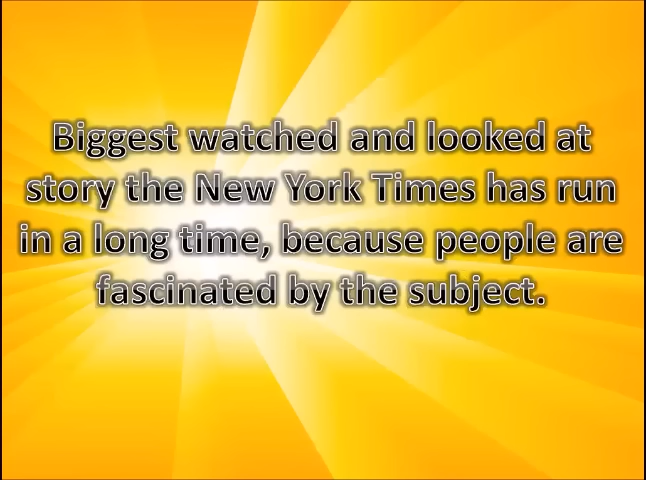 Biggest watched and looked at
story the New York Times has run
in a long time, because people are
fascinated by the subject.